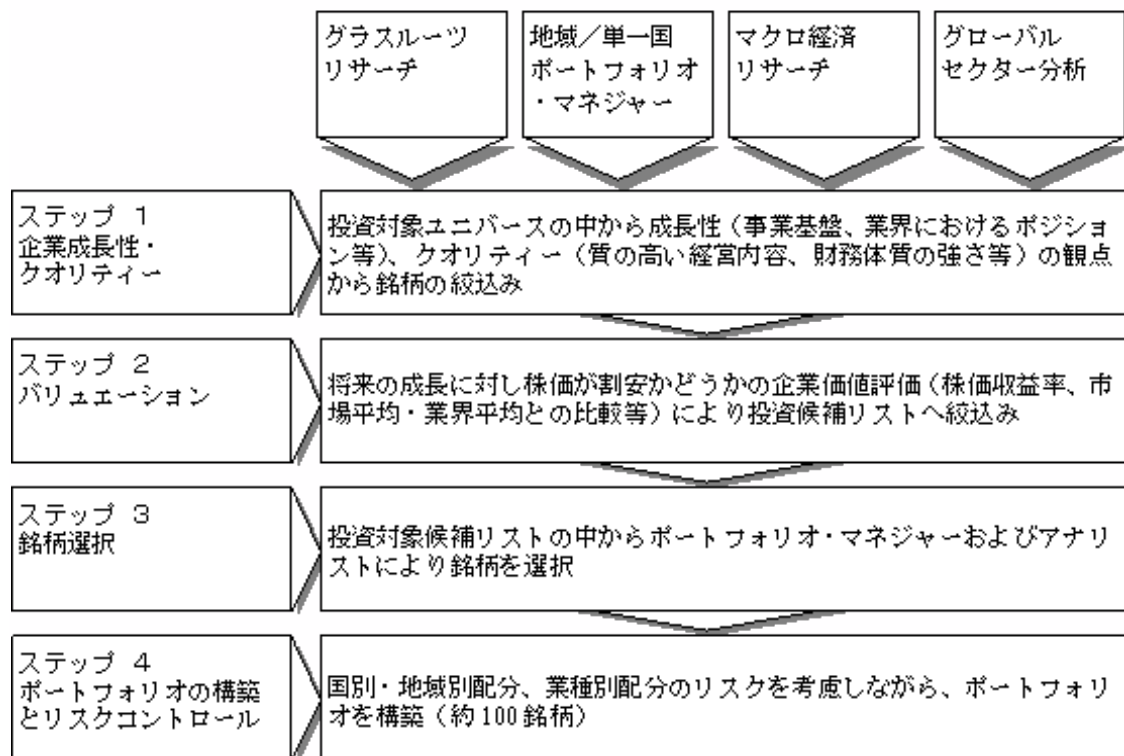 グラスルーツ
リサーチ
地域／単一国
ポートフォリオ
・マネジャー
マクロ経済
リサーチ
グローバル
セクター分析
ステップ １
企業成長性・
クオリティー
投資対象ユニバースの中から成長性（事業基盤、業界におけるポジショ
ン等）、クオリティー（質の高い経営内容、財務体質の強さ等）の観点
から銘柄の絞込み
ステップ ２
バリュエーション
将来の成長に対し株価が割安かどうかの企業価値評価（株価収益率、市
場平均・業界平均との比較等）により投資候補リストへ絞込み
ステップ ３
銘柄選択
投資対象候補リストの中からポートフォリオ・マネジャーおよびアナリ
ストにより銘柄を選択
ステップ ４
ポートフォリオの構築
とリスクコントロール
国別・地域別配分、業種別配分のリスクを考慮しながら、ポートフォリ
オを構築（約100銘柄）